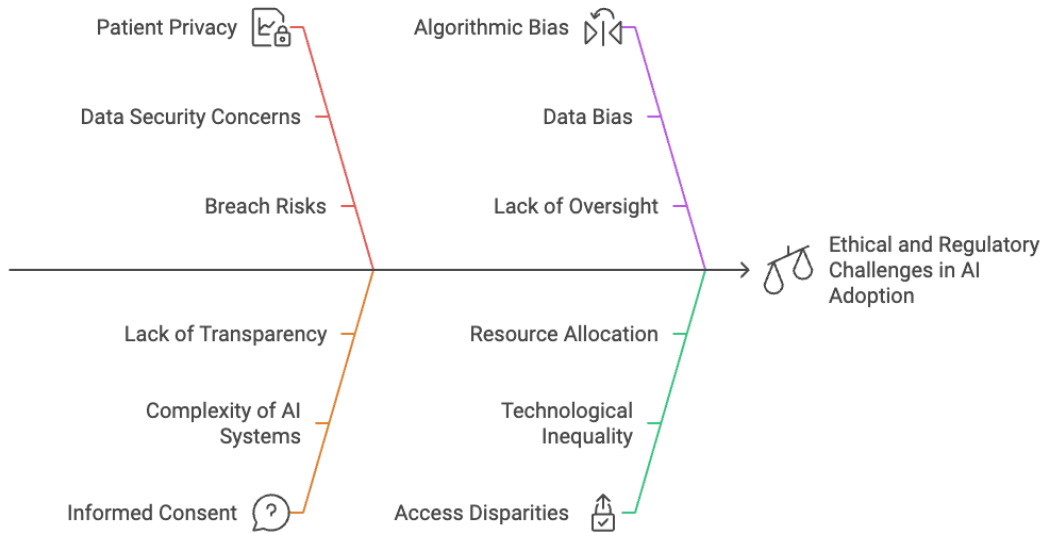 Patient Privacy
Algorithmic Bias
Data Security Concerns
Data Bias
Breach Risks
Lack of Oversight
Ethical and Regulatory
Challenges in AI
Adoption
Lack of Transparency
Resource Allocation
Complexity of AI
Systems
Technological
Inequality
Informed Consent
?
Access Disparities